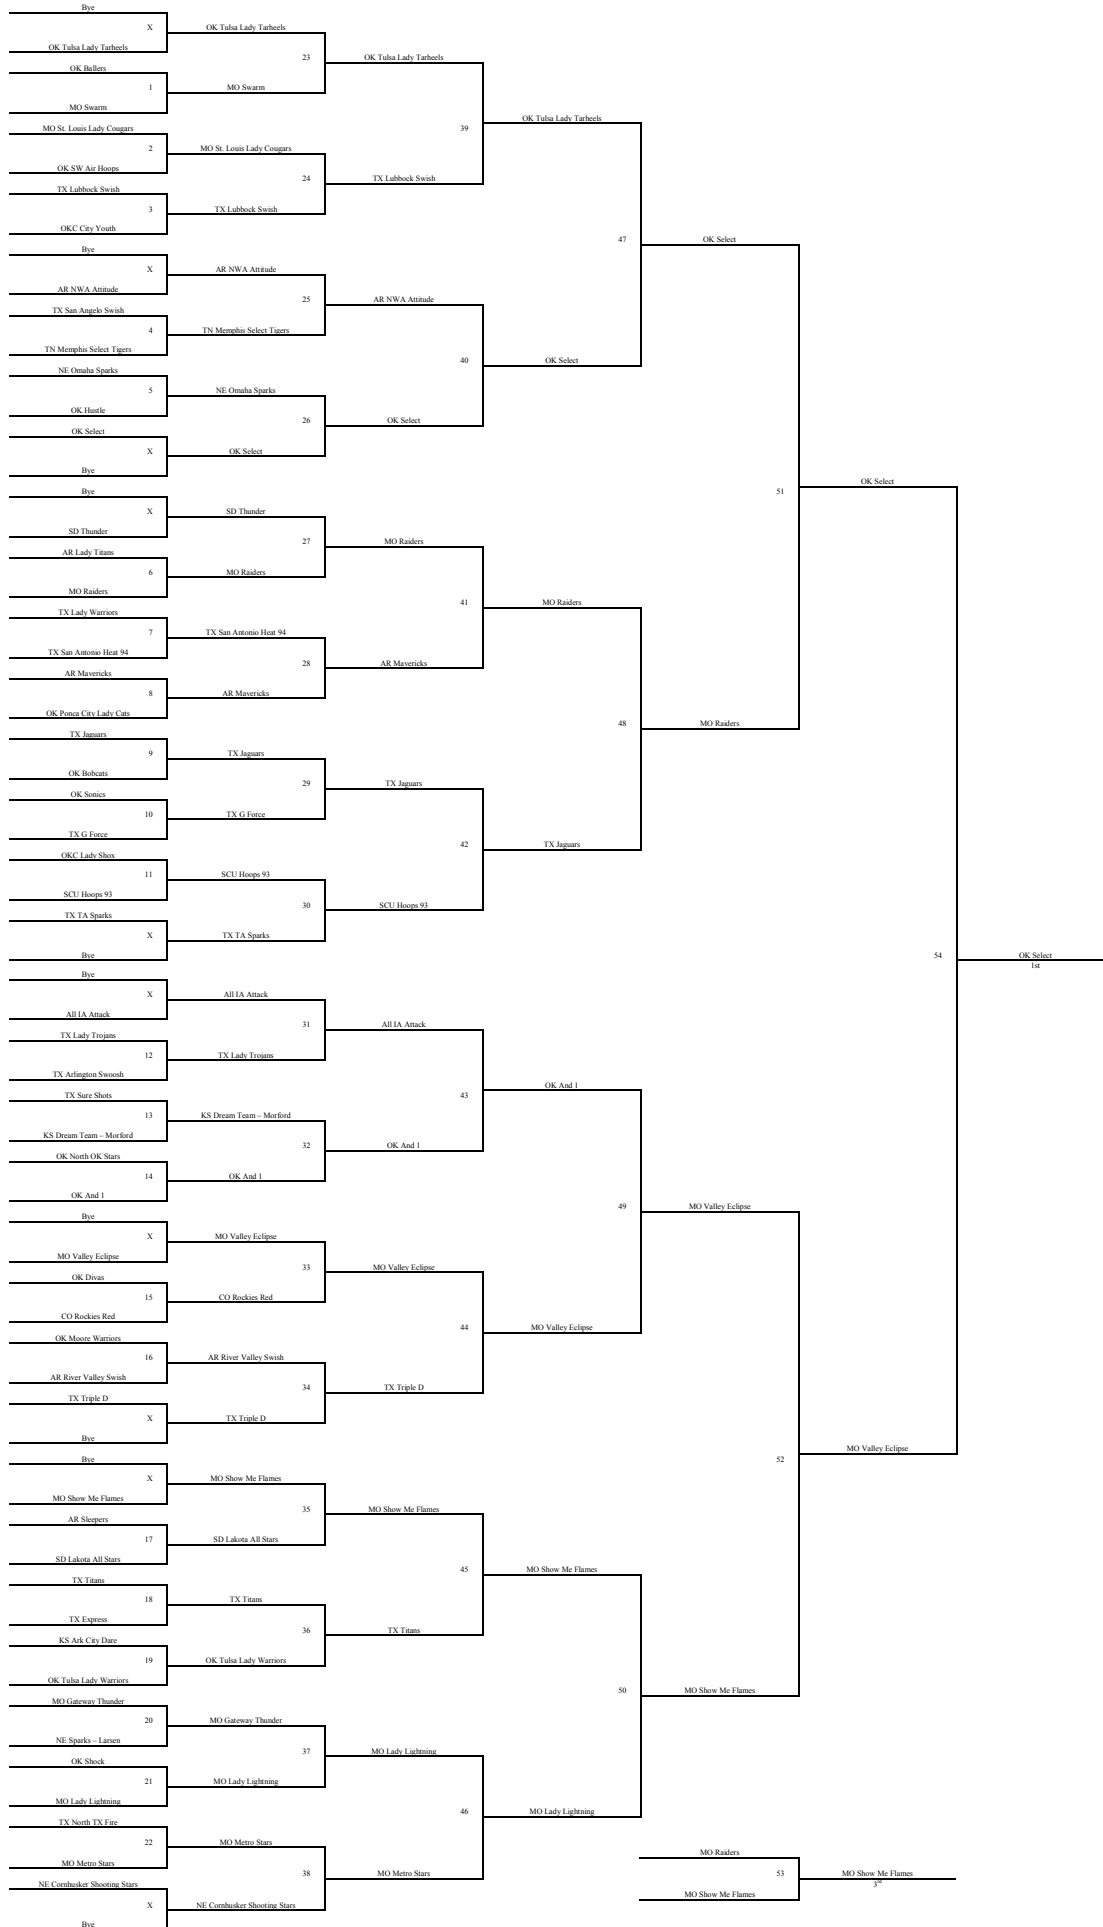 Bye
X
OK Tulsa Lady Tarheels
OK Ballers
1
MO Swarm
MO St. Louis Lady Cougars
2
OK SW Air Hoops
TX Lubbock Swish
3
OKC City Youth
Bye
X
AR NWA Attitude
TX San Angelo Swish
4
TN Memphis Select Tigers
NE Omaha Sparks
5
OK Hustle
OK Select
X
Bye
Bye
X
SD Thunder
AR Lady Titans
6
MO Raiders
TX Lady Warriors
7
TX San Antonio Heat 94
AR Mavericks
8
OK Ponca City Lady Cats
TX Jaguars
9
OK Bobcats
OK Sonics
10
TX G Force
OKC Lady Shox
11
SCU Hoops 93
TX TA Sparks
X
Bye
Bye
X
All IA Attack
TX Lady Trojans
12
TX Arlington Swoosh
TX Sure Shots
13
KS Dream Team – Morford
OK North OK Stars
14
OK And 1
Bye
X
MO Valley Eclipse
OK Divas
15
CO Rockies Red
OK Moore Warriors
16
AR River Valley Swish
TX Triple D
X
Bye
Bye
X
MO Show Me Flames
AR Sleepers
17
SD Lakota All Stars
TX Titans
18
TX Express
KS Ark City Dare
19
OK Tulsa Lady Warriors
MO Gateway Thunder
20
NE Sparks – Larsen
OK Shock
21
MO Lady Lightning
TX North TX Fire
22
MO Metro Stars
NE Cornhusker Shooting Stars
X
Bye
OK Tulsa Lady Tarheels
23
MO Swarm
MO St. Louis Lady Cougars
24
TX Lubbock Swish
AR NWA Attitude
25
TN Memphis Select Tigers
NE Omaha Sparks
26
OK Select
SD Thunder
27
MO Raiders
TX San Antonio Heat 94
28
AR Mavericks
TX Jaguars
29
TX G Force
SCU Hoops 93
30
TX TA Sparks
All IA Attack
31
TX Lady Trojans
KS Dream Team – Morford
32
OK And 1
MO Valley Eclipse
33
CO Rockies Red
AR River Valley Swish
34
TX Triple D
MO Show Me Flames
35
SD Lakota All Stars
TX Titans
36
OK Tulsa Lady Warriors
MO Gateway Thunder
37
MO Lady Lightning
MO Metro Stars
38
NE Cornhusker Shooting Stars
OK Tulsa Lady Tarheels
39
TX Lubbock Swish
AR NWA Attitude
40
OK Select
MO Raiders
41
AR Mavericks
TX Jaguars
42
SCU Hoops 93
All IA Attack
43
OK And 1
MO Valley Eclipse
44
TX Triple D
MO Show Me Flames
45
TX Titans
MO Lady Lightning
46
MO Metro Stars
OK Tulsa Lady Tarheels
47
OK Select
MO Raiders
48
TX Jaguars
OK And 1
49
MO Valley Eclipse
MO Show Me Flames
50
MO Lady Lightning
OK Select
51
MO Raiders
MO Valley Eclipse
52
MO Show Me Flames
OK Select
54
MO Valley Eclipse
OK Select
1st
MO Raiders
53
MO Show Me Flames
MO Show Me Flames
3rd